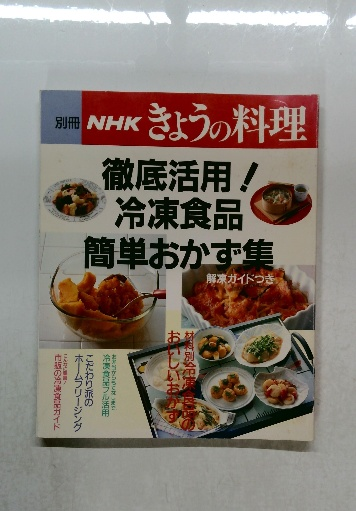 別冊 NHK きょうの料理
徹底活用！
冷凍食品
簡単おかず集
解凍ガイドつき
材料別冷凍食品の
おいしいおかず
冷凍食品フル活用
こだわり派の
ホームフリージング
市販の冷凍食品ガイド